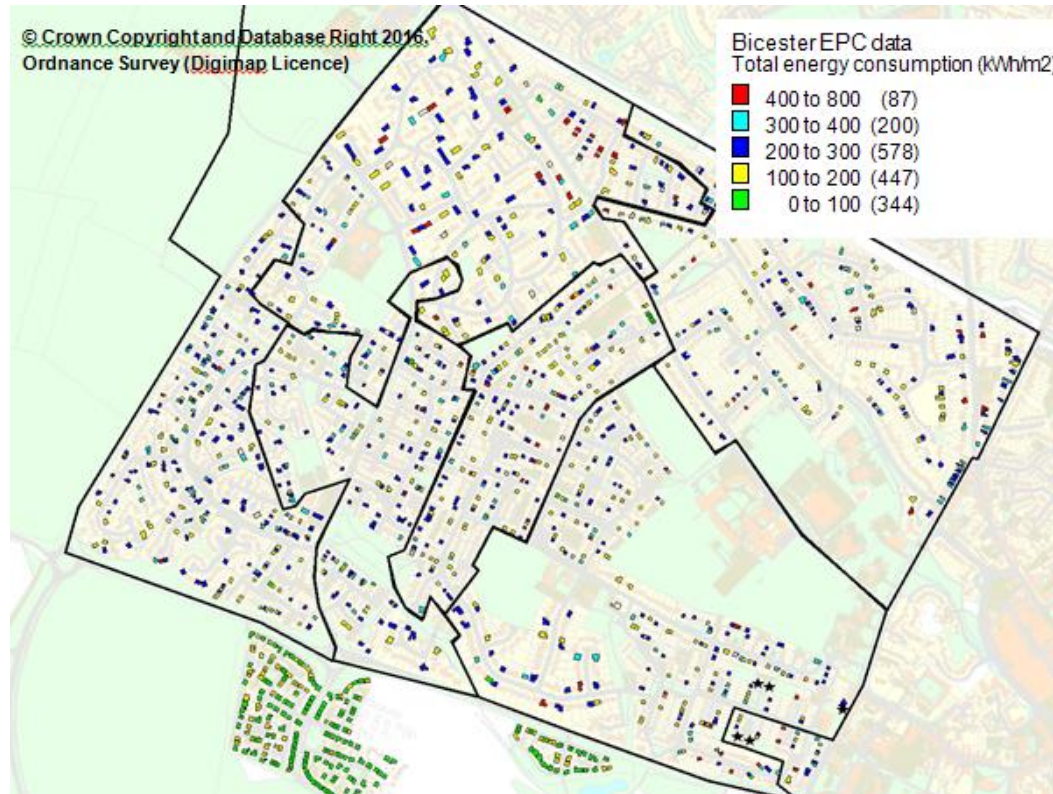 © Crown Copyright and Database Right 2016.
Ordnance Survey (Digimap Licence)
Bicester EPC data
Total energy consumption (kWh/m2)
400 to 800 (87)
300 to 400 (200)
200 to 300 (578)
100 to 200 (447)
0 to 100 (344)